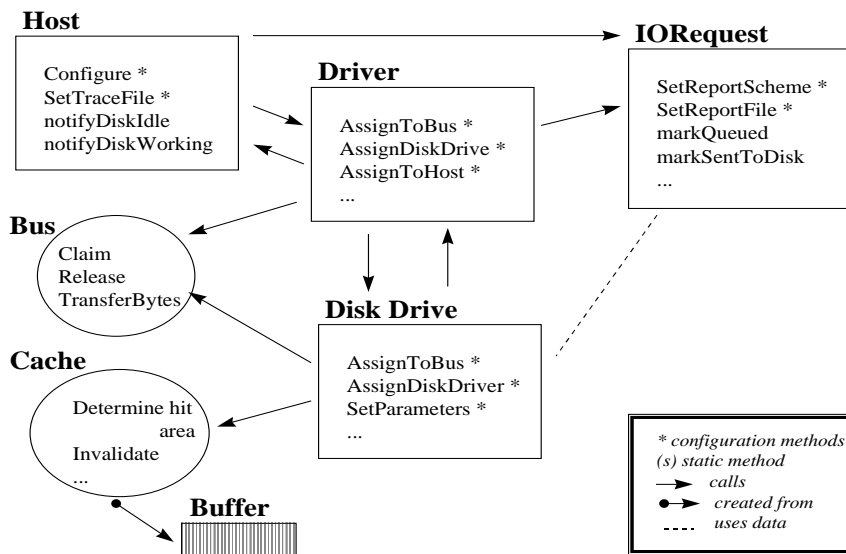 Host
Configure *
SetTraceFile *
notifyDiskIdle
notifyDiskWorking
Driver
AssignToBus *
AssignDiskDrive *
AssignToHost *
...
IORequest
SetReportScheme *
SetReportFile *
markQueued
markSentToDisk
...
Bus
Claim
Release
TransferBytes
Disk Drive
AssignToBus *
AssignDiskDriver *
SetParameters *
...
Cache
Determine hit
area
Invalidate
...
Buffer
* configuration methods
(s) static method
calls
created from
uses data